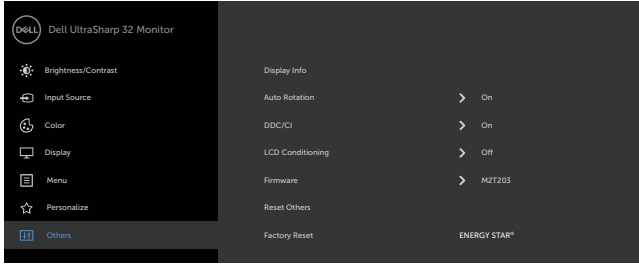 DELL Dell UltraSharp 32 Monitor
Brightness/Contrast
Input Source
Color
Display
Menu
Personalize
Others
Display Info
Auto Rotation On
DDC/CI On
LCD Conditioning Off
Firmware M2T203
Reset Others
Factory Reset ENERGY STAR®